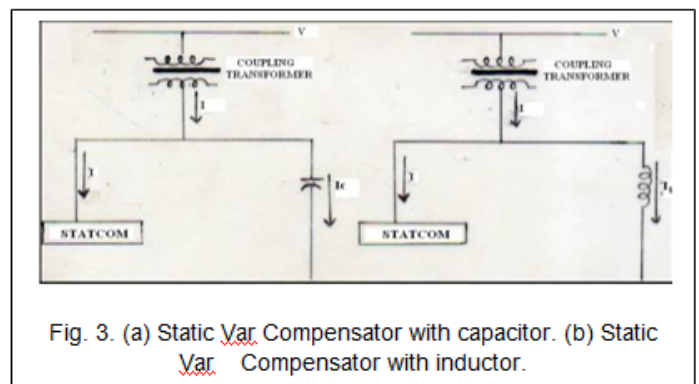 V
COUPLING
TRANSFORMER
I
I
Ic
STATCOM
V
COUPLING
TRANSFORMER
I
I
STATCOM
Fig. 3. (a) Static Var Compensator with capacitor. (b) Static
Var Compensator with inductor.